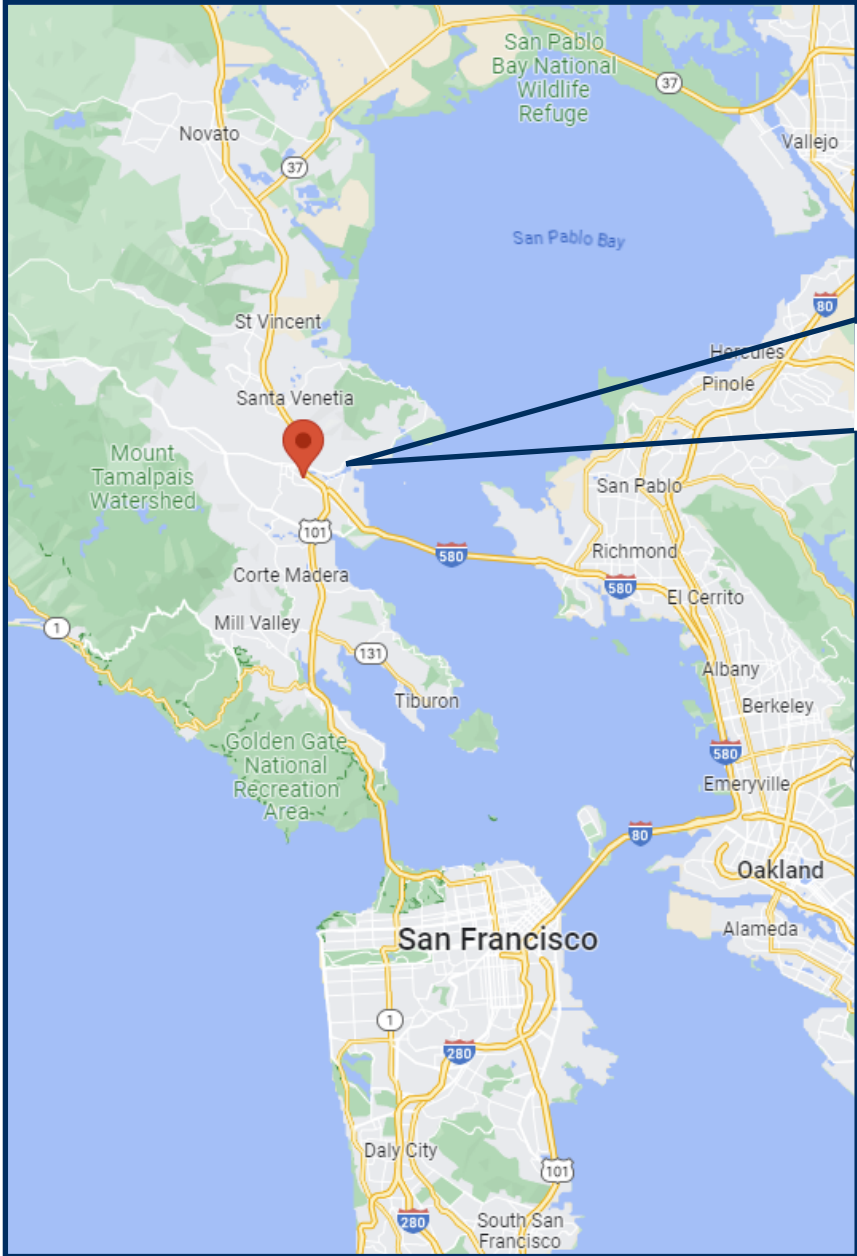 San Pablo
Bay National
Wildlife
Refuge
37
Novato
Vallejo
37
San Pablo Bay
80
St Vincent
Hercules
Pinole
Santa Venetia
Mount
Tamalpais
Watershed
San Pablo
101
Richmond
580
Corte Madera
580
El Cerrito
1
Mill Valley
131
Albany
Tiburon
Berkeley
Golden Gate
National
Recreation
Area
580
Emeryville
80
Oakland
San Francisco
Alameda
1
280
Daly City
101
280
South San
Francisco